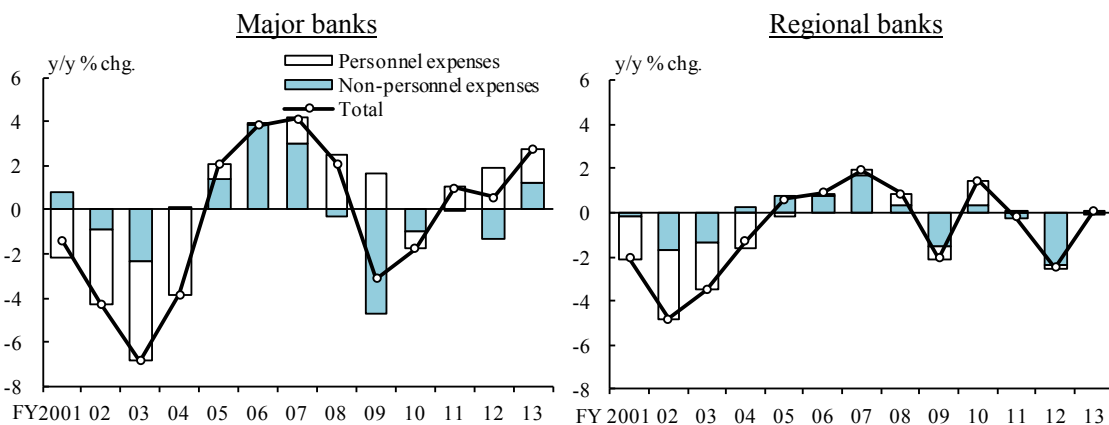 Major banks
y/y % chg.
Personnel expenses
Non-personnel expenses
Total
6
4
2
0
-2
-4
-6
-8
FY2001 02 03 04 05 06 07 08 09 10 11 12 13
Regional banks
y/y % chg.
6
4
2
0
-2
-4
-6
-8
FY 2001 02 03 04 05 06 07 08 09 10 11 12 13